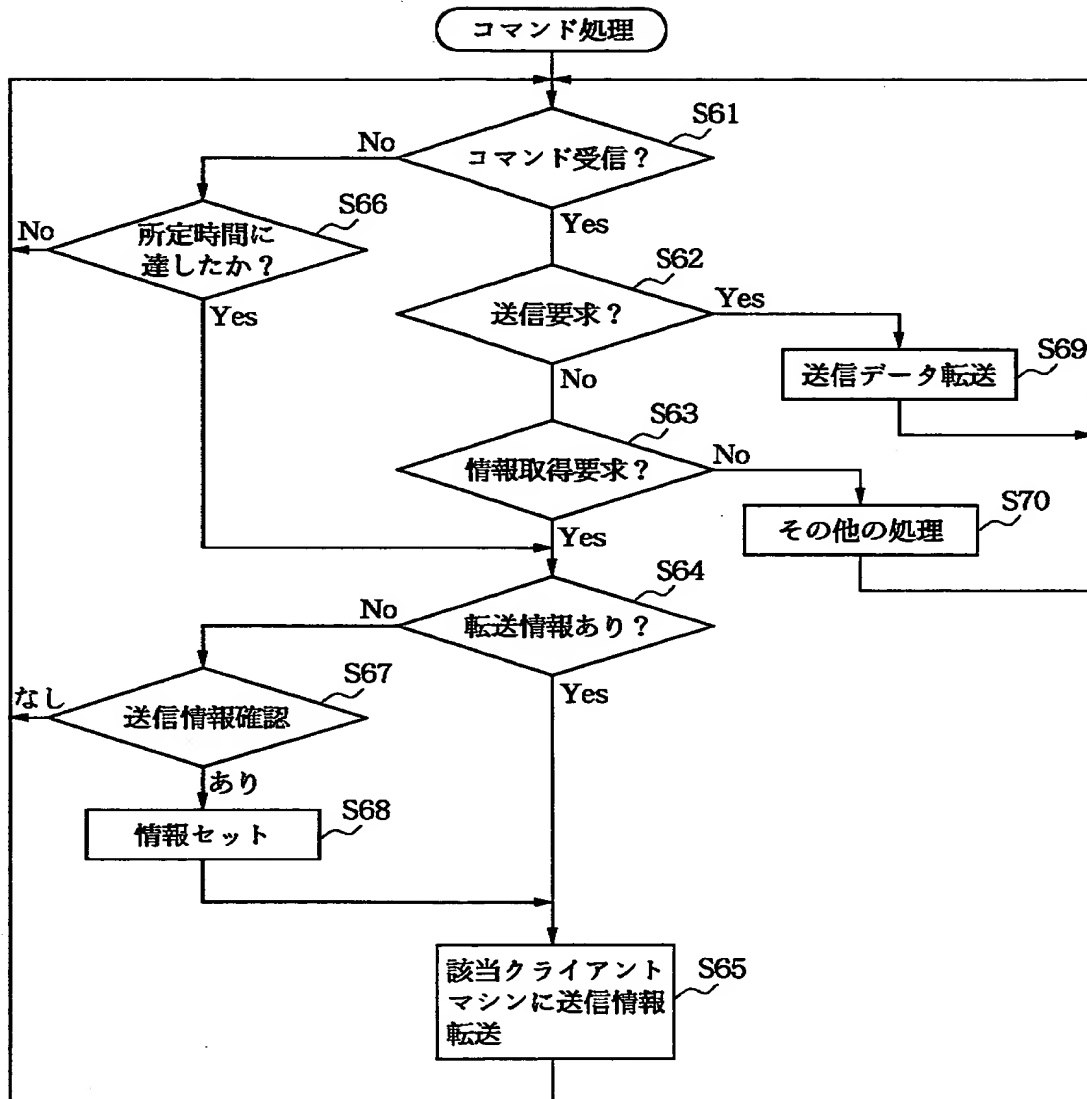 コマンド処理
S61
No
コマンド受信？
Yes
S66
No
所定時間に
達したか？
Yes
S62
送信要求？
Yes
No
S69
送信データ転送
S63
情報取得要求？
No
Yes
S70
その他の処理
S64
No
転送情報あり？
Yes
S67
なし
送信情報確認
あり
S68
情報セット
S65
該当クライアント
マシンに送信情報
転送